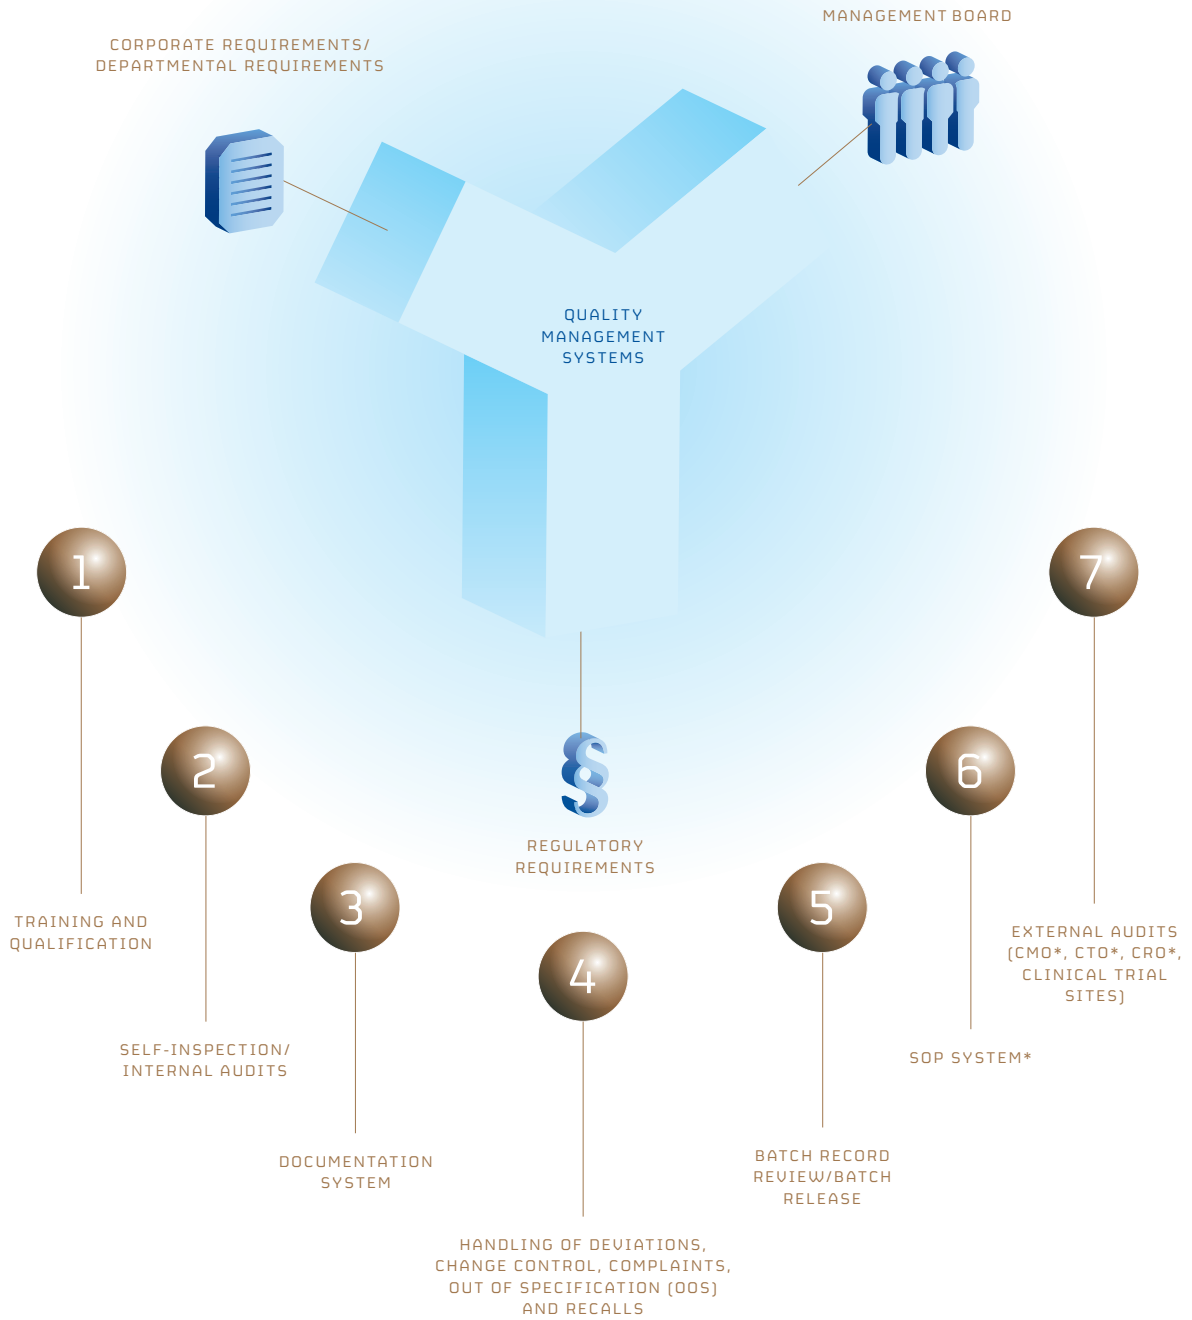 MANAGEMENT BOARD
CORPORATE REQUIREMENTS/
DEPARTMENTAL REQUIREMENTS
QUALITY
MANAGEMENT
SYSTEMS
§
REGULATORY
REQUIREMENTS
1
TRAINING AND
QUALIFICATION
2
SELF-INSPECTION/
INTERNAL AUDITS
3
DOCUMENTATION
SYSTEM
4
HANDLING OF DEVIATIONS,
CHANGE CONTROL, COMPLAINTS,
OUT OF SPECIFICATION (OOS)
AND RECALLS
5
BATCH RECORD
REVIEW/BATCH
RELEASE
6
SOP SYSTEM*
7
EXTERNAL AUDITS
(CMO*, CTO*, CRO*,
CLINICAL TRIAL
SITES)